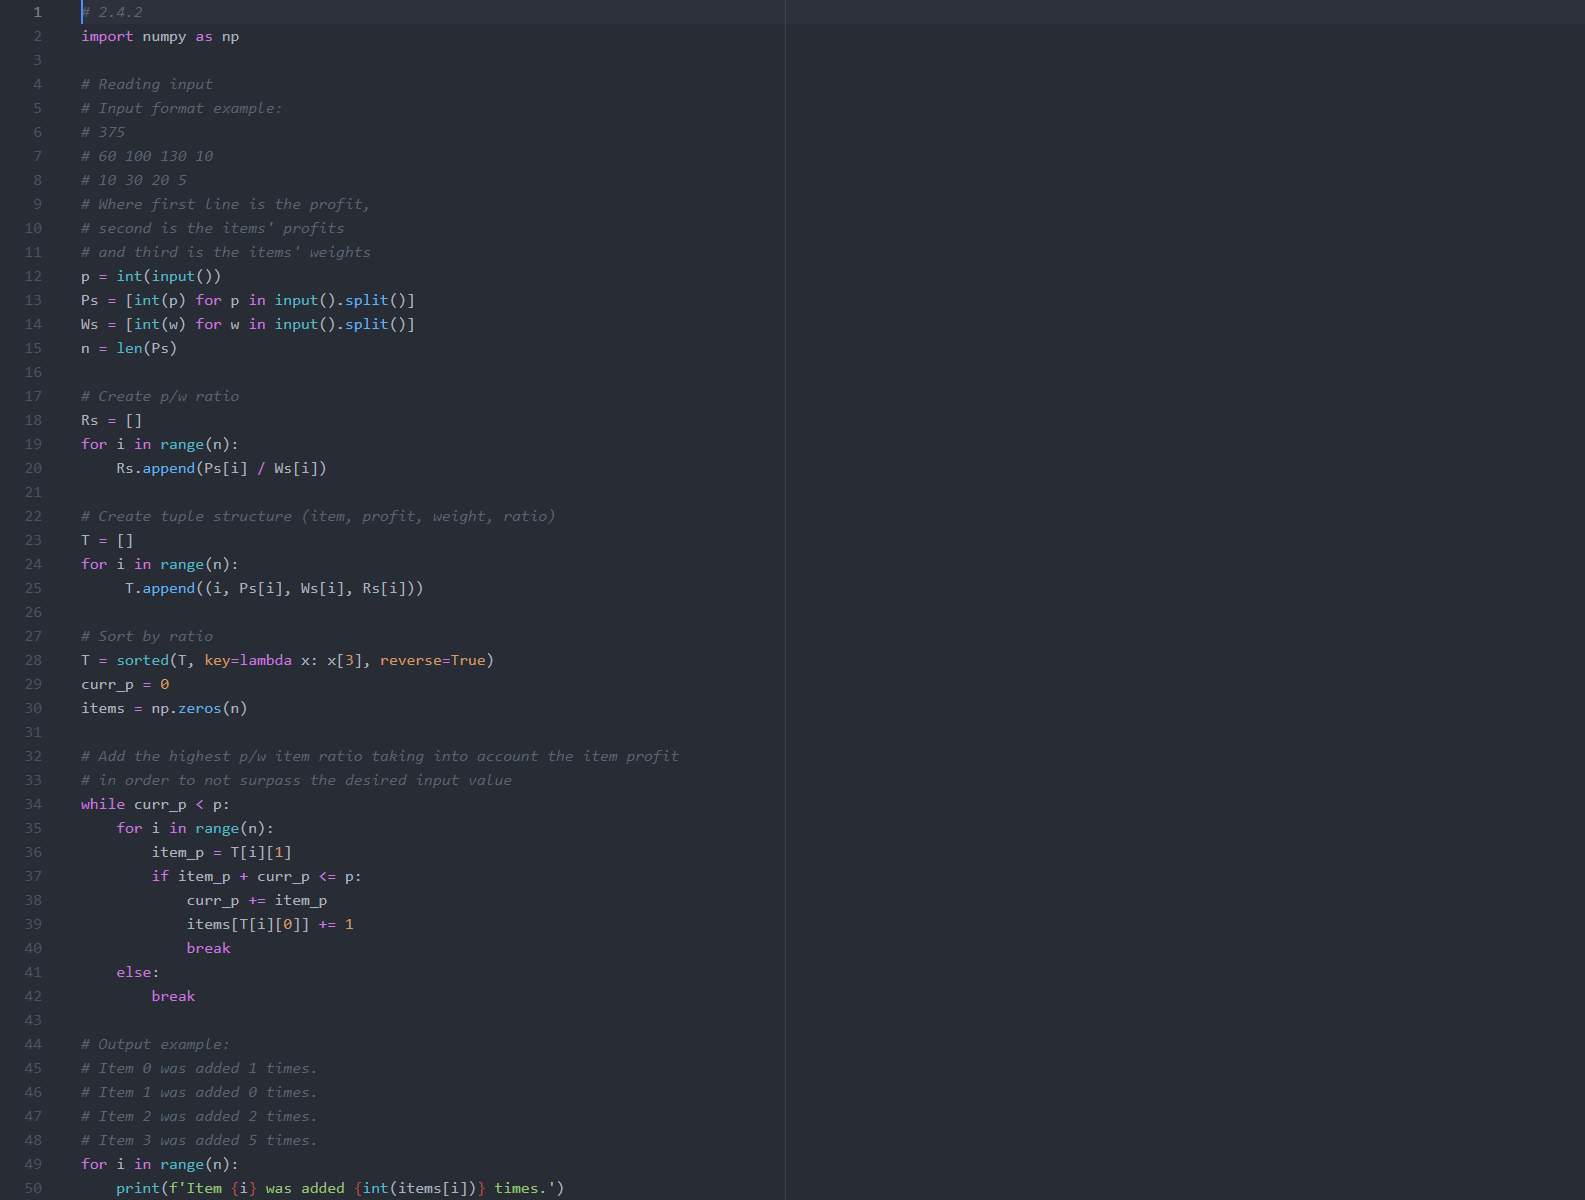 1 # 2.4.2
2 import numpy as np
3
4 # Reading input
5 # Input format example:
6 # 375
7 # 60 100 130 10
8 # 10 30 20 5
9 # Where first line is the profit,
10 # second is the items' profits
11 # and third is the items' weights
12 p = int(input())
13 Ps = [int(p) for p in input().split()]
14 Ws = [int(w) for w in input().split()]
15 n = len(Ps)
16
17 # Create p/w ratio
18 Rs = []
19 for i in range(n):
20     Rs.append(Ps[i] / Ws[i])
21
22 # Create tuple structure (item, profit, weight, ratio)
23 T = []
24 for i in range(n):
25      T.append((i, Ps[i], Ws[i], Rs[i]))
26
27 # Sort by ratio
28 T = sorted(T, key=lambda x: x[3], reverse=True)
29 curr_p = 0
30 items = np.zeros(n)
31
32 # Add the highest p/w item ratio taking into account the item profit
33 # in order to not surpass the desired input value
34 while curr_p < p:
35     for i in range(n):
36         item_p = T[i][1]
37         if item_p + curr_p <= p:
38             curr_p += item_p
39             items[T[i][0]] += 1
40             break
41     else:
42         break
43
44 # Output example:
45 # Item 0 was added 1 times.
46 # Item 1 was added 0 times.
47 # Item 2 was added 2 times.
48 # Item 3 was added 5 times.
49 for i in range(n):
50     print(f'Item {i} was added {int(items[i])} times.')